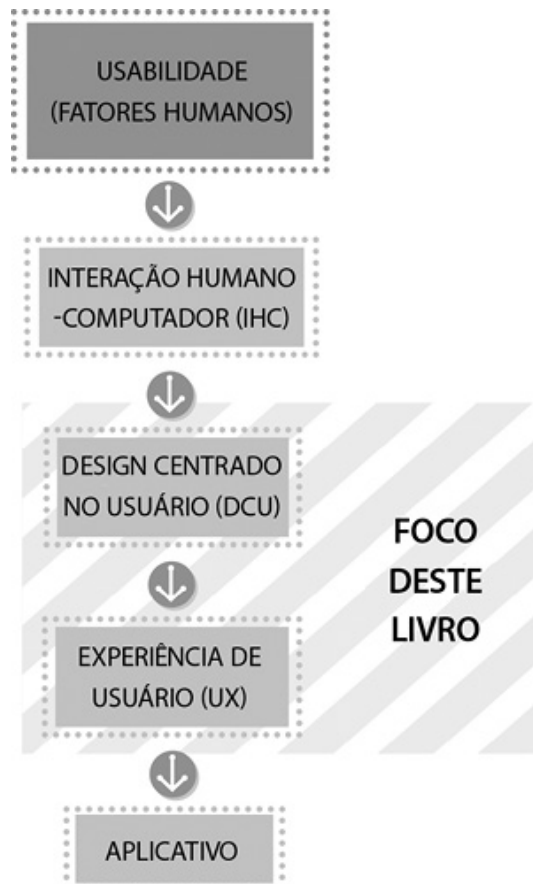 USABILIDADE
(FATORES HUMANOS)
INTERAÇÃO HUMANO
-COMPUTADOR (IHC)
DESIGN CENTRADO
NO USUÁRIO (DCU)
FOCO
DESTE
LIVRO
EXPERIÊNCIA DE
USUÁRIO (UX)
APLICATIVO